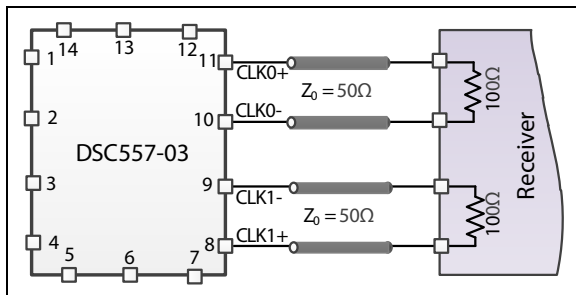 14
13
12
1
11
CLK0+
Z₀ = 50Ω
100Ω
2
10
CLK0-
DSC557-03
Receiver
3
9
CLK1-
Z₀ = 50Ω
100Ω
4
8
CLK1+
5
6
7